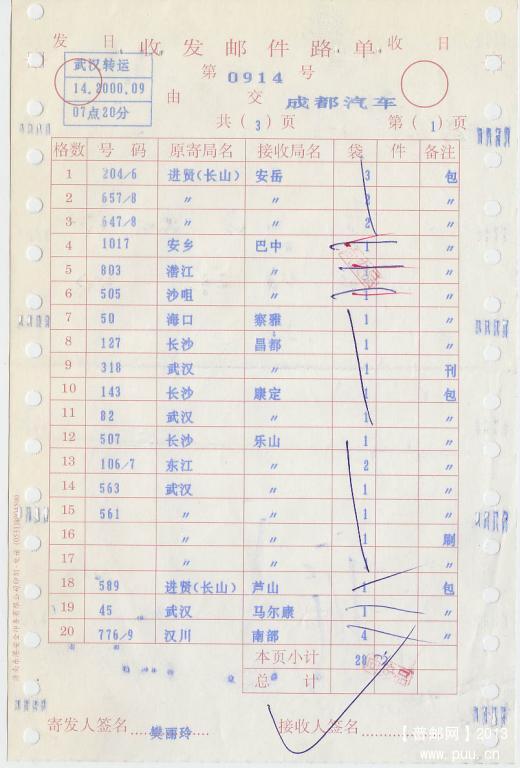 发 日 收发邮件路单 收 日
武汉转运
14.2000.09
07点20分
第 0914 号
由 交 成都汽车
共（ 3 ）页 第（ 1 ）页
格数 号码 原寄局名 接收局名 袋 件 备注
1 204/6 进贤(长山) 安岳 3 包
2 657/8 〃 〃 2 〃
3 647/8 〃 〃 2 〃
4 1017 安乡 巴中 1 〃
5 803 潜江 〃 1 〃
6 505 沙咀 〃 1 〃
7 50 海口 察雅 1 〃
8 127 长沙 昌都 1 〃
9 318 武汉 〃 1 刊
10 143 长沙 康定 1 包
11 82 武汉 〃 1 〃
12 507 长沙 乐山 1 〃
13 106/7 东江 〃 2 〃
14 563 武汉 〃 1 〃
15 561 〃 〃 1 〃
16 〃 〃 1 刷
17 〃 〃 〃
18 589 进贤(长山) 芦山 1 包
19 45 武汉 马尔康 1 〃
20 776/9 汉川 南部 4 〃
本页小计 28
总计
寄发人签名 樊丽玲 接收人签名
【普邮网】2013
www.puu.cn